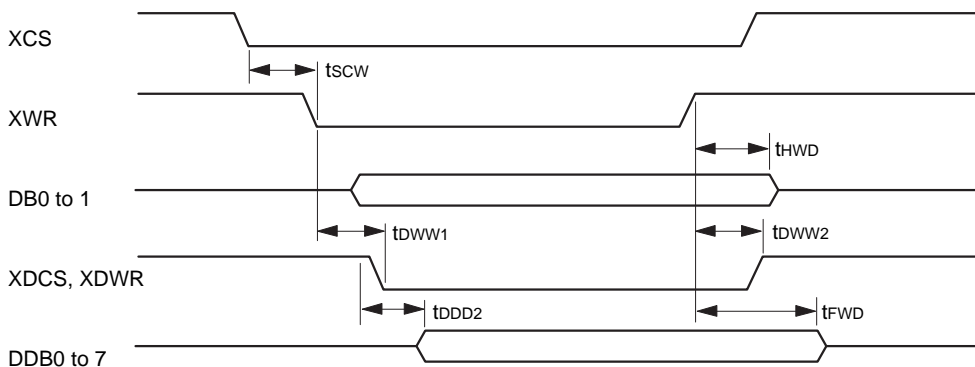 XCS
tSCW
XWR
tHWD
DB0 to 1
tDWW1
tDWW2
XDCS, XDWR
tDDD2
tFWD
DDB0 to 7